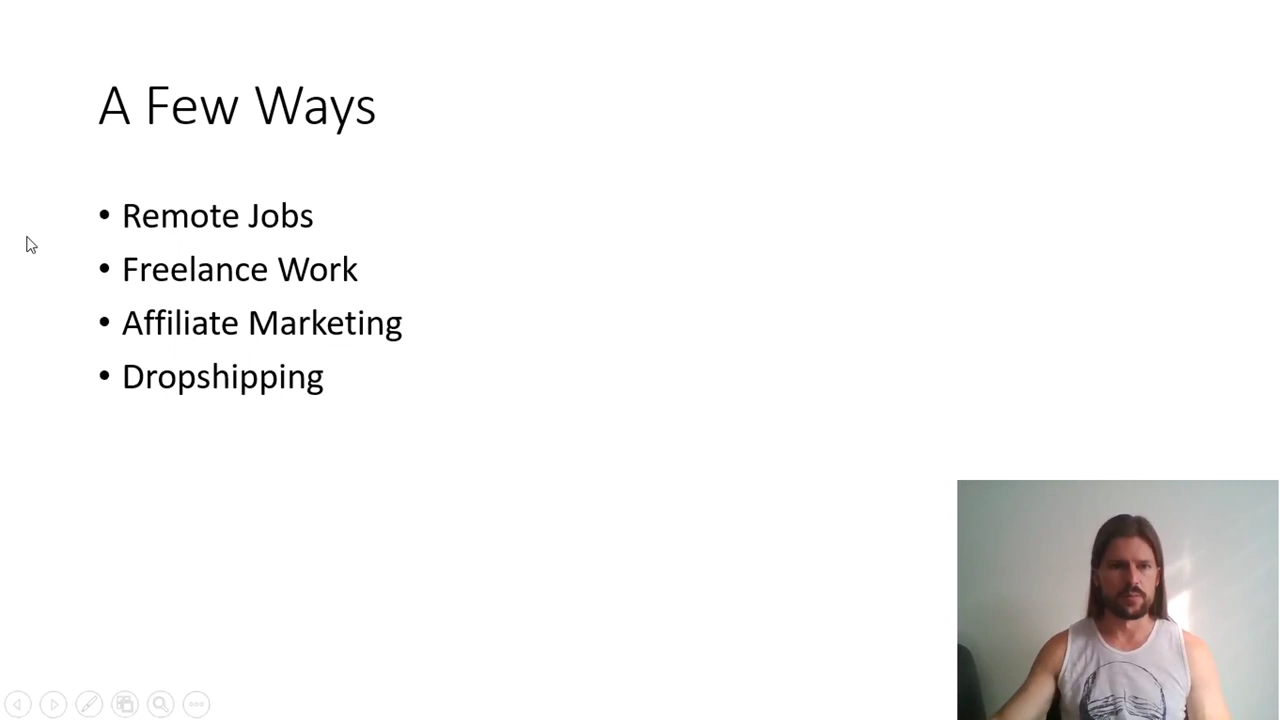 A Few Ways
• Remote Jobs
• Freelance Work
• Affiliate Marketing
• Dropshipping